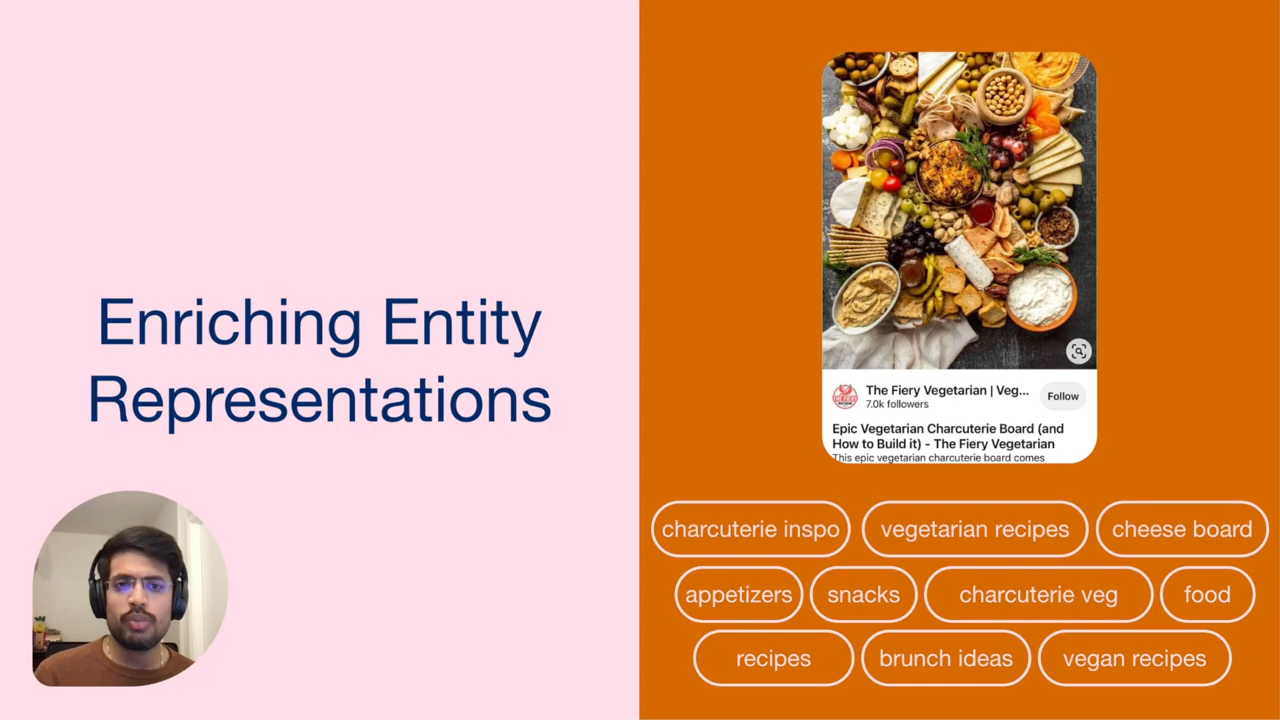 Enriching Entity
Representations
The Fiery Vegetarian | Veg...
7.0k followers
Follow
Epic Vegetarian Charcuterie Board (and
How to Build it) - The Fiery Vegetarian
This epic vegetarian charcuterie board comes
charcuterie inspo
vegetarian recipes
cheese board
appetizers
snacks
charcuterie veg
food
recipes
brunch ideas
vegan recipes